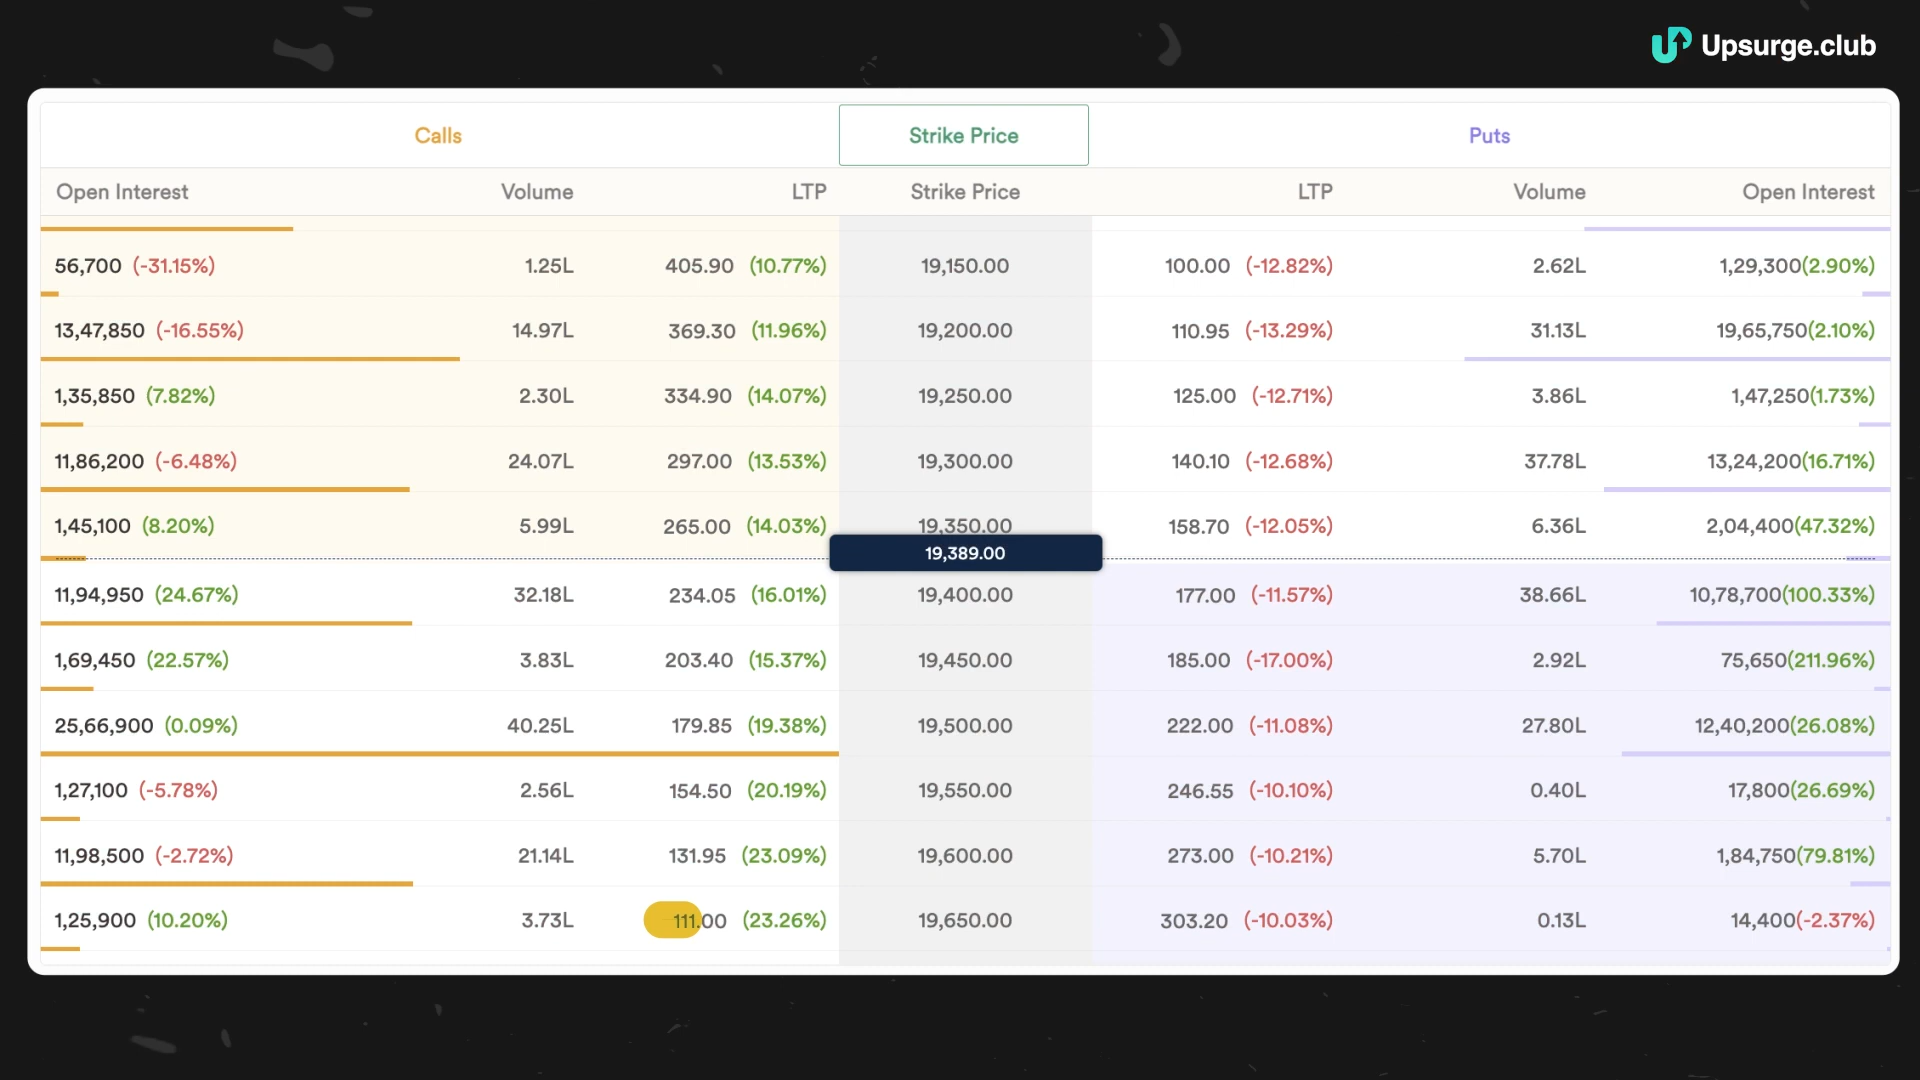 Upsurge.club
Calls Strike Price Puts
Open Interest Volume LTP Strike Price LTP Volume Open Interest
56,700 (-31.15%) 1.25L 405.90 (10.77%) 19,150.00 100.00 (-12.82%) 2.62L 1,29,300(2.90%)
13,47,850 (-16.55%) 14.97L 369.30 (11.96%) 19,200.00 110.95 (-13.29%) 31.13L 19,65,750(2.10%)
1,35,850 (7.82%) 2.30L 334.90 (14.07%) 19,250.00 125.00 (-12.71%) 3.86L 1,47,250(1.73%)
11,86,200 (-6.48%) 24.07L 297.00 (13.53%) 19,300.00 140.10 (-12.68%) 37.78L 13,24,200(16.71%)
1,45,100 (8.20%) 5.99L 265.00 (14.03%) 19,350.00 158.70 (-12.05%) 6.36L 2,04,400(47.32%)
19,389.00
11,94,950 (24.67%) 32.18L 234.05 (16.01%) 19,400.00 177.00 (-11.57%) 38.66L 10,78,700(100.33%)
1,69,450 (22.57%) 3.83L 203.40 (15.37%) 19,450.00 185.00 (-17.00%) 2.92L 75,650(211.96%)
25,66,900 (0.09%) 40.25L 179.85 (19.38%) 19,500.00 222.00 (-11.08%) 27.80L 12,40,200(26.08%)
1,27,100 (-5.78%) 2.56L 154.50 (20.19%) 19,550.00 246.55 (-10.10%) 0.40L 17,800(26.69%)
11,98,500 (-2.72%) 21.14L 131.95 (23.09%) 19,600.00 273.00 (-10.21%) 5.70L 1,84,750(79.81%)
1,25,900 (10.20%) 3.73L 111.00 (23.26%) 19,650.00 303.20 (-10.03%) 0.13L 14,400(-2.37%)